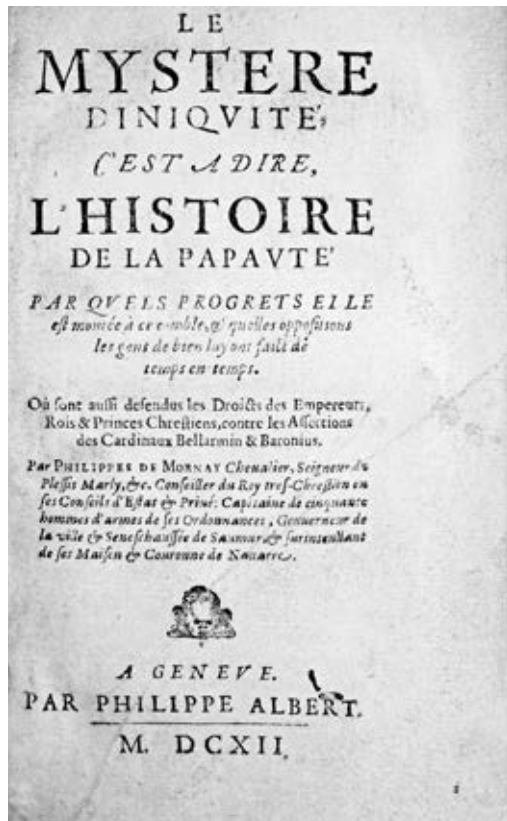 LE
MYSTERE
D'INIQVITE',
C'EST A DIRE,
L'HISTOIRE
DE LA PAPAVTE'
PAR QVELS PROGRETS ELLE
est montée à ce comble, & quelles oppositions
les gens de bien luy ont faict de
temps en temps.
Où sont aussi defendus les Droicts des Empereurs,
Rois & Princes Chrestiens, contre les Assertions
des Cardinaux Bellarmin & Baronius.
Par PHILIPPES DE MORNAY Cheualier, Seigneur du
Plessis Marly, &c. Conseiller du Roy tres-Chrestien en
ses Conseils d'Estat & Priué: Capitaine de cinquante
hommes d'armes de ses Ordonnances, Gouuerneur de
la ville & Seneschaussée de Saumur, & surintendant
de ses Maison & Couronne de Nauarre.
A GENEVE.
PAR PHILIPPE ALBERT.
M. DCXII